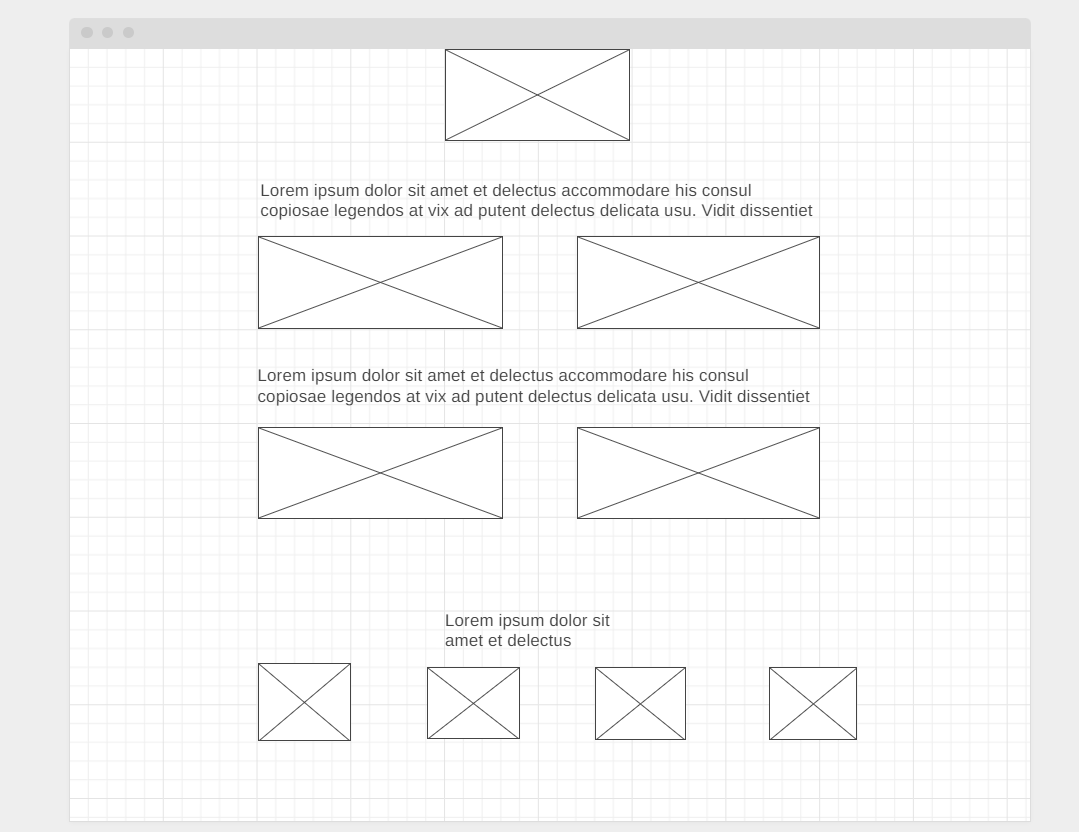 Lorem ipsum dolor sit amet et delectus accommodare his consul
copiosae legendos at vix ad putent delectus delicata usu. Vidit dissentiet
Lorem ipsum dolor sit amet et delectus accommodare his consul
copiosae legendos at vix ad putent delectus delicata usu. Vidit dissentiet
Lorem ipsum dolor sit
amet et delectus